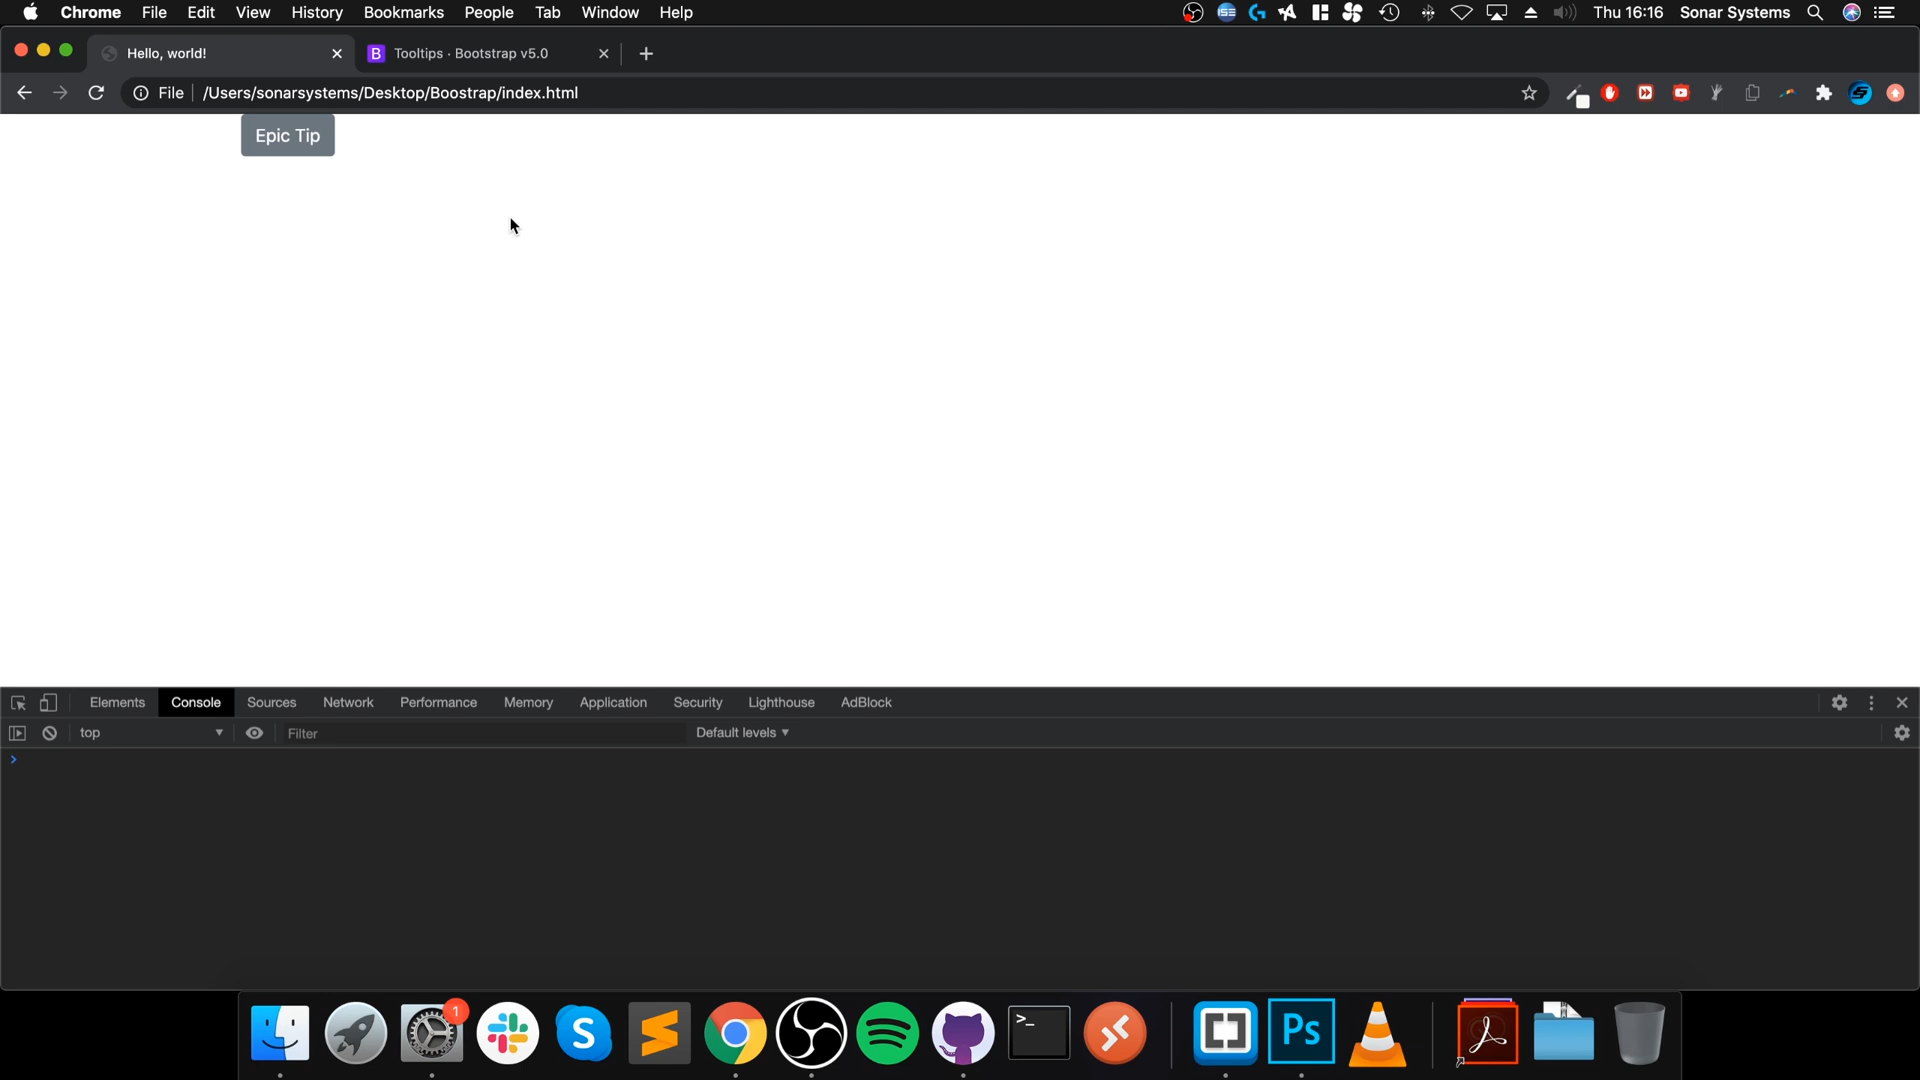 Chrome File Edit View History Bookmarks People Tab Window Help
ISE Thu 16:16 Sonar Systems
Hello, world!
B Tooltips · Bootstrap v5.0
File /Users/sonarsystems/Desktop/Boostrap/index.html
Epic Tip
Elements Console Sources Network Performance Memory Application Security Lighthouse AdBlock
top Filter Default levels
1
S
Ps